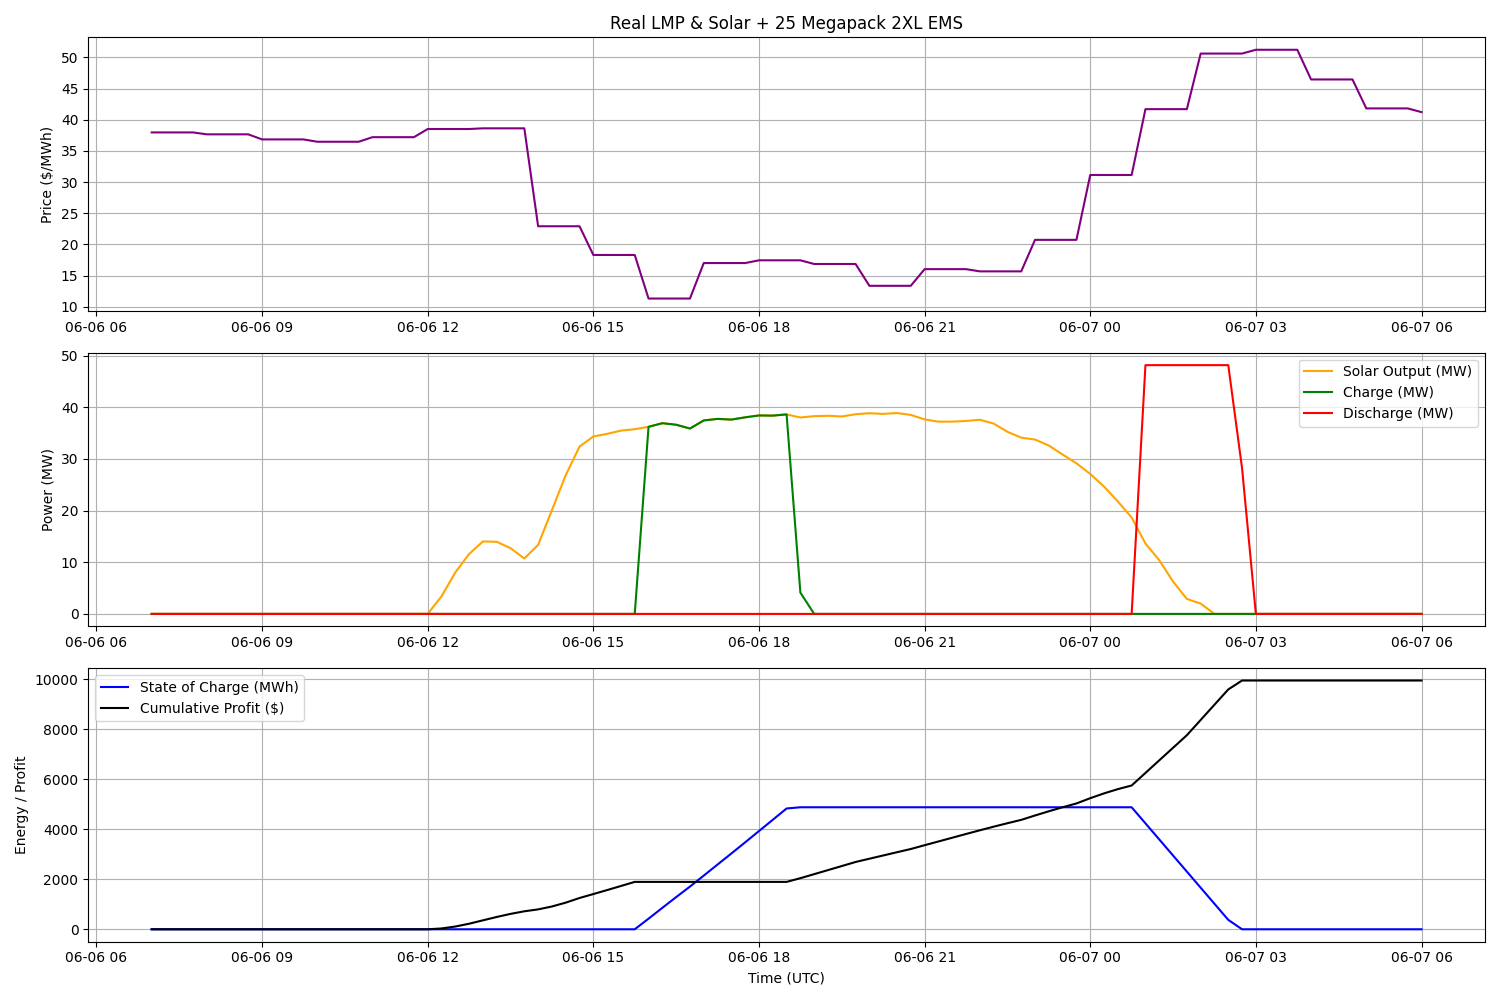 Real LMP & Solar + 25 Megapack 2XL EMS
Price ($/MWh)
50
45
40
35
30
25
20
15
10
06-06 06 06-06 09 06-06 12 06-06 15 06-06 18 06-06 21 06-07 00 06-07 03 06-07 06
Power (MW)
50
40
30
20
10
0
Solar Output (MW)
Charge (MW)
Discharge (MW)
06-06 06 06-06 09 06-06 12 06-06 15 06-06 18 06-06 21 06-07 00 06-07 03 06-07 06
Energy / Profit
10000
8000
6000
4000
2000
0
State of Charge (MWh)
Cumulative Profit ($)
06-06 06 06-06 09 06-06 12 06-06 15 06-06 18 06-06 21 06-07 00 06-07 03 06-07 06
Time (UTC)